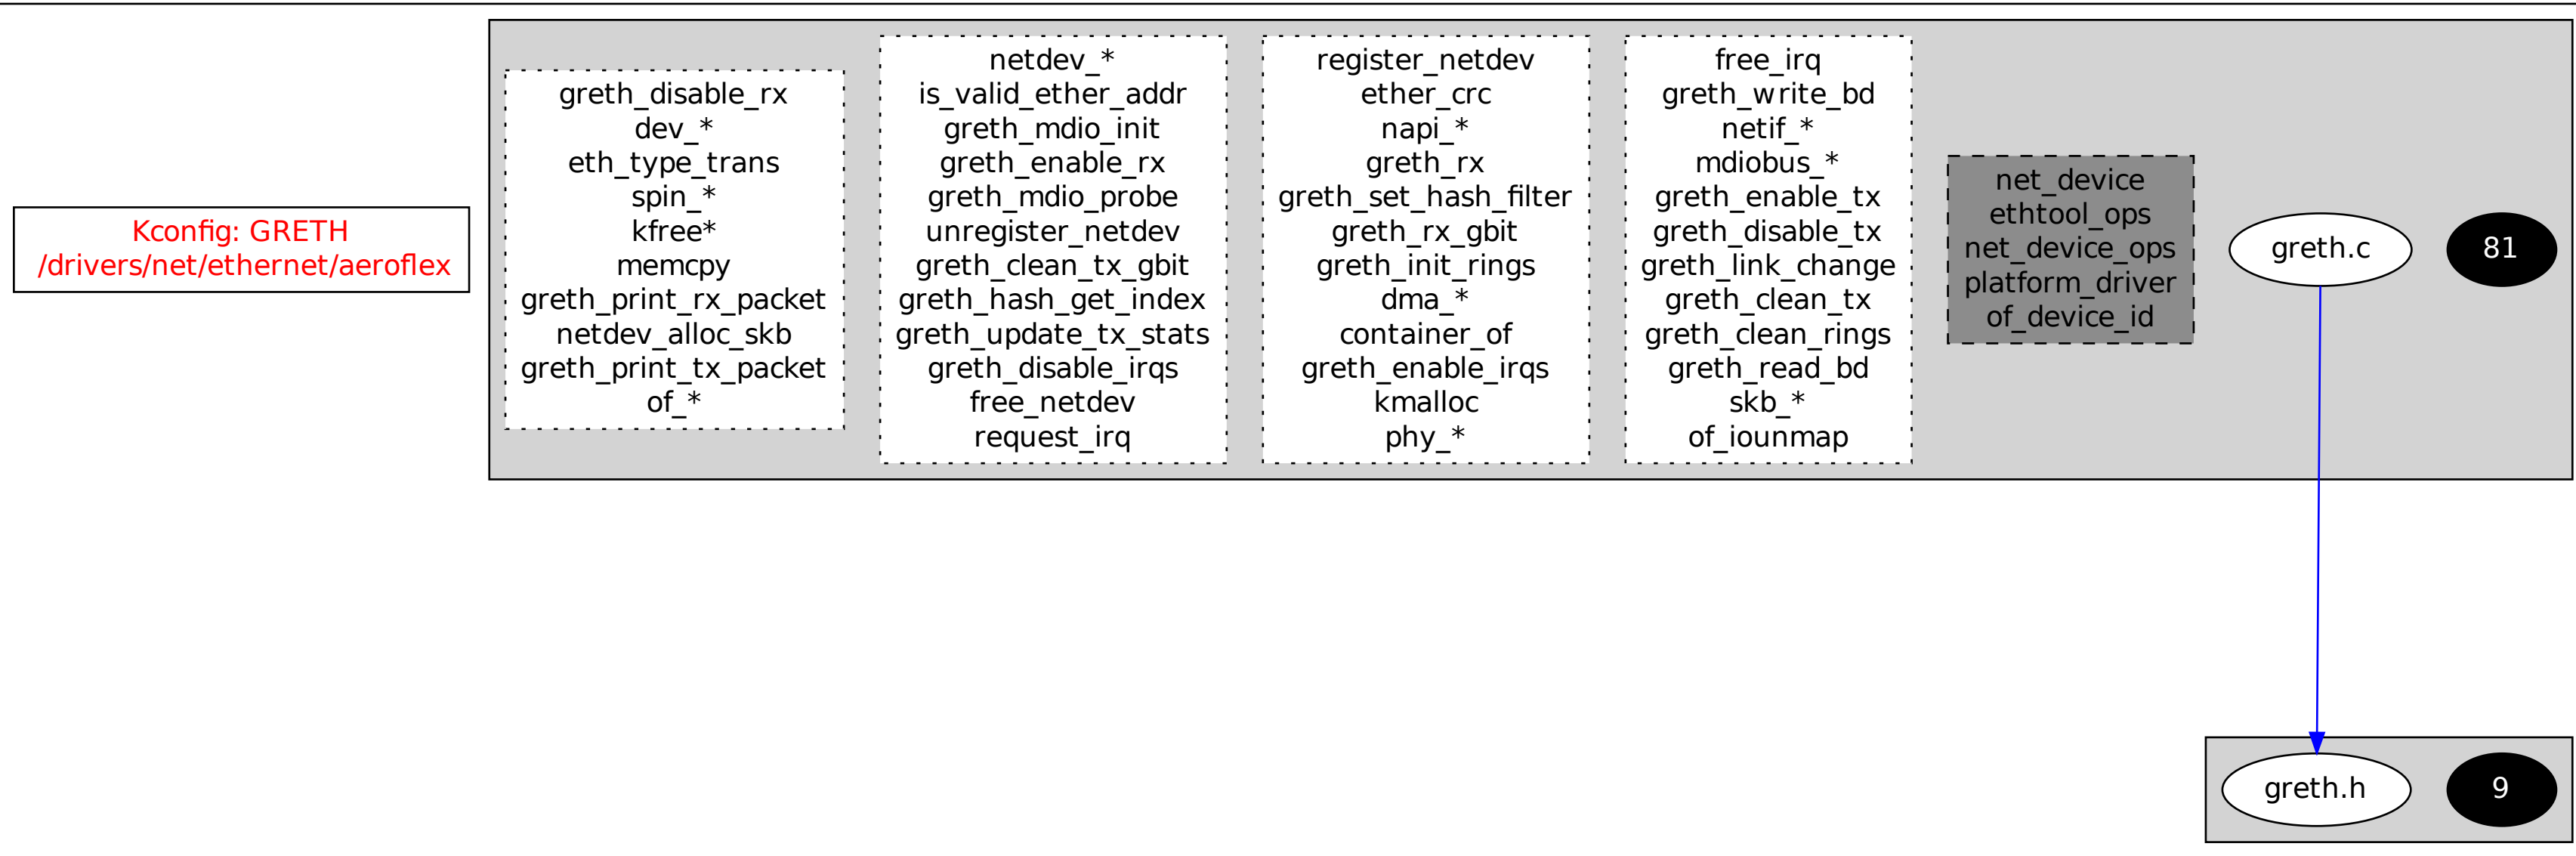 Kconfig: GRETH
/drivers/net/ethernet/aeroflex
greth_disable_rx
dev_*
eth_type_trans
spin_*
kfree*
memcpy
greth_print_rx_packet
netdev_alloc_skb
greth_print_tx_packet
of_*
netdev_*
is_valid_ether_addr
greth_mdio_init
greth_enable_rx
greth_mdio_probe
unregister_netdev
greth_clean_tx_gbit
greth_hash_get_index
greth_update_tx_stats
greth_disable_irqs
free_netdev
request_irq
register_netdev
ether_crc
napi_*
greth_rx
greth_set_hash_filter
greth_rx_gbit
greth_init_rings
dma_*
container_of
greth_enable_irqs
kmalloc
phy_*
free_irq
greth_write_bd
netif_*
mdiobus_*
greth_enable_tx
greth_disable_tx
greth_link_change
greth_clean_tx
greth_clean_rings
greth_read_bd
skb_*
of_iounmap
net_device
ethtool_ops
net_device_ops
platform_driver
of_device_id
greth.c
81
greth.h
9